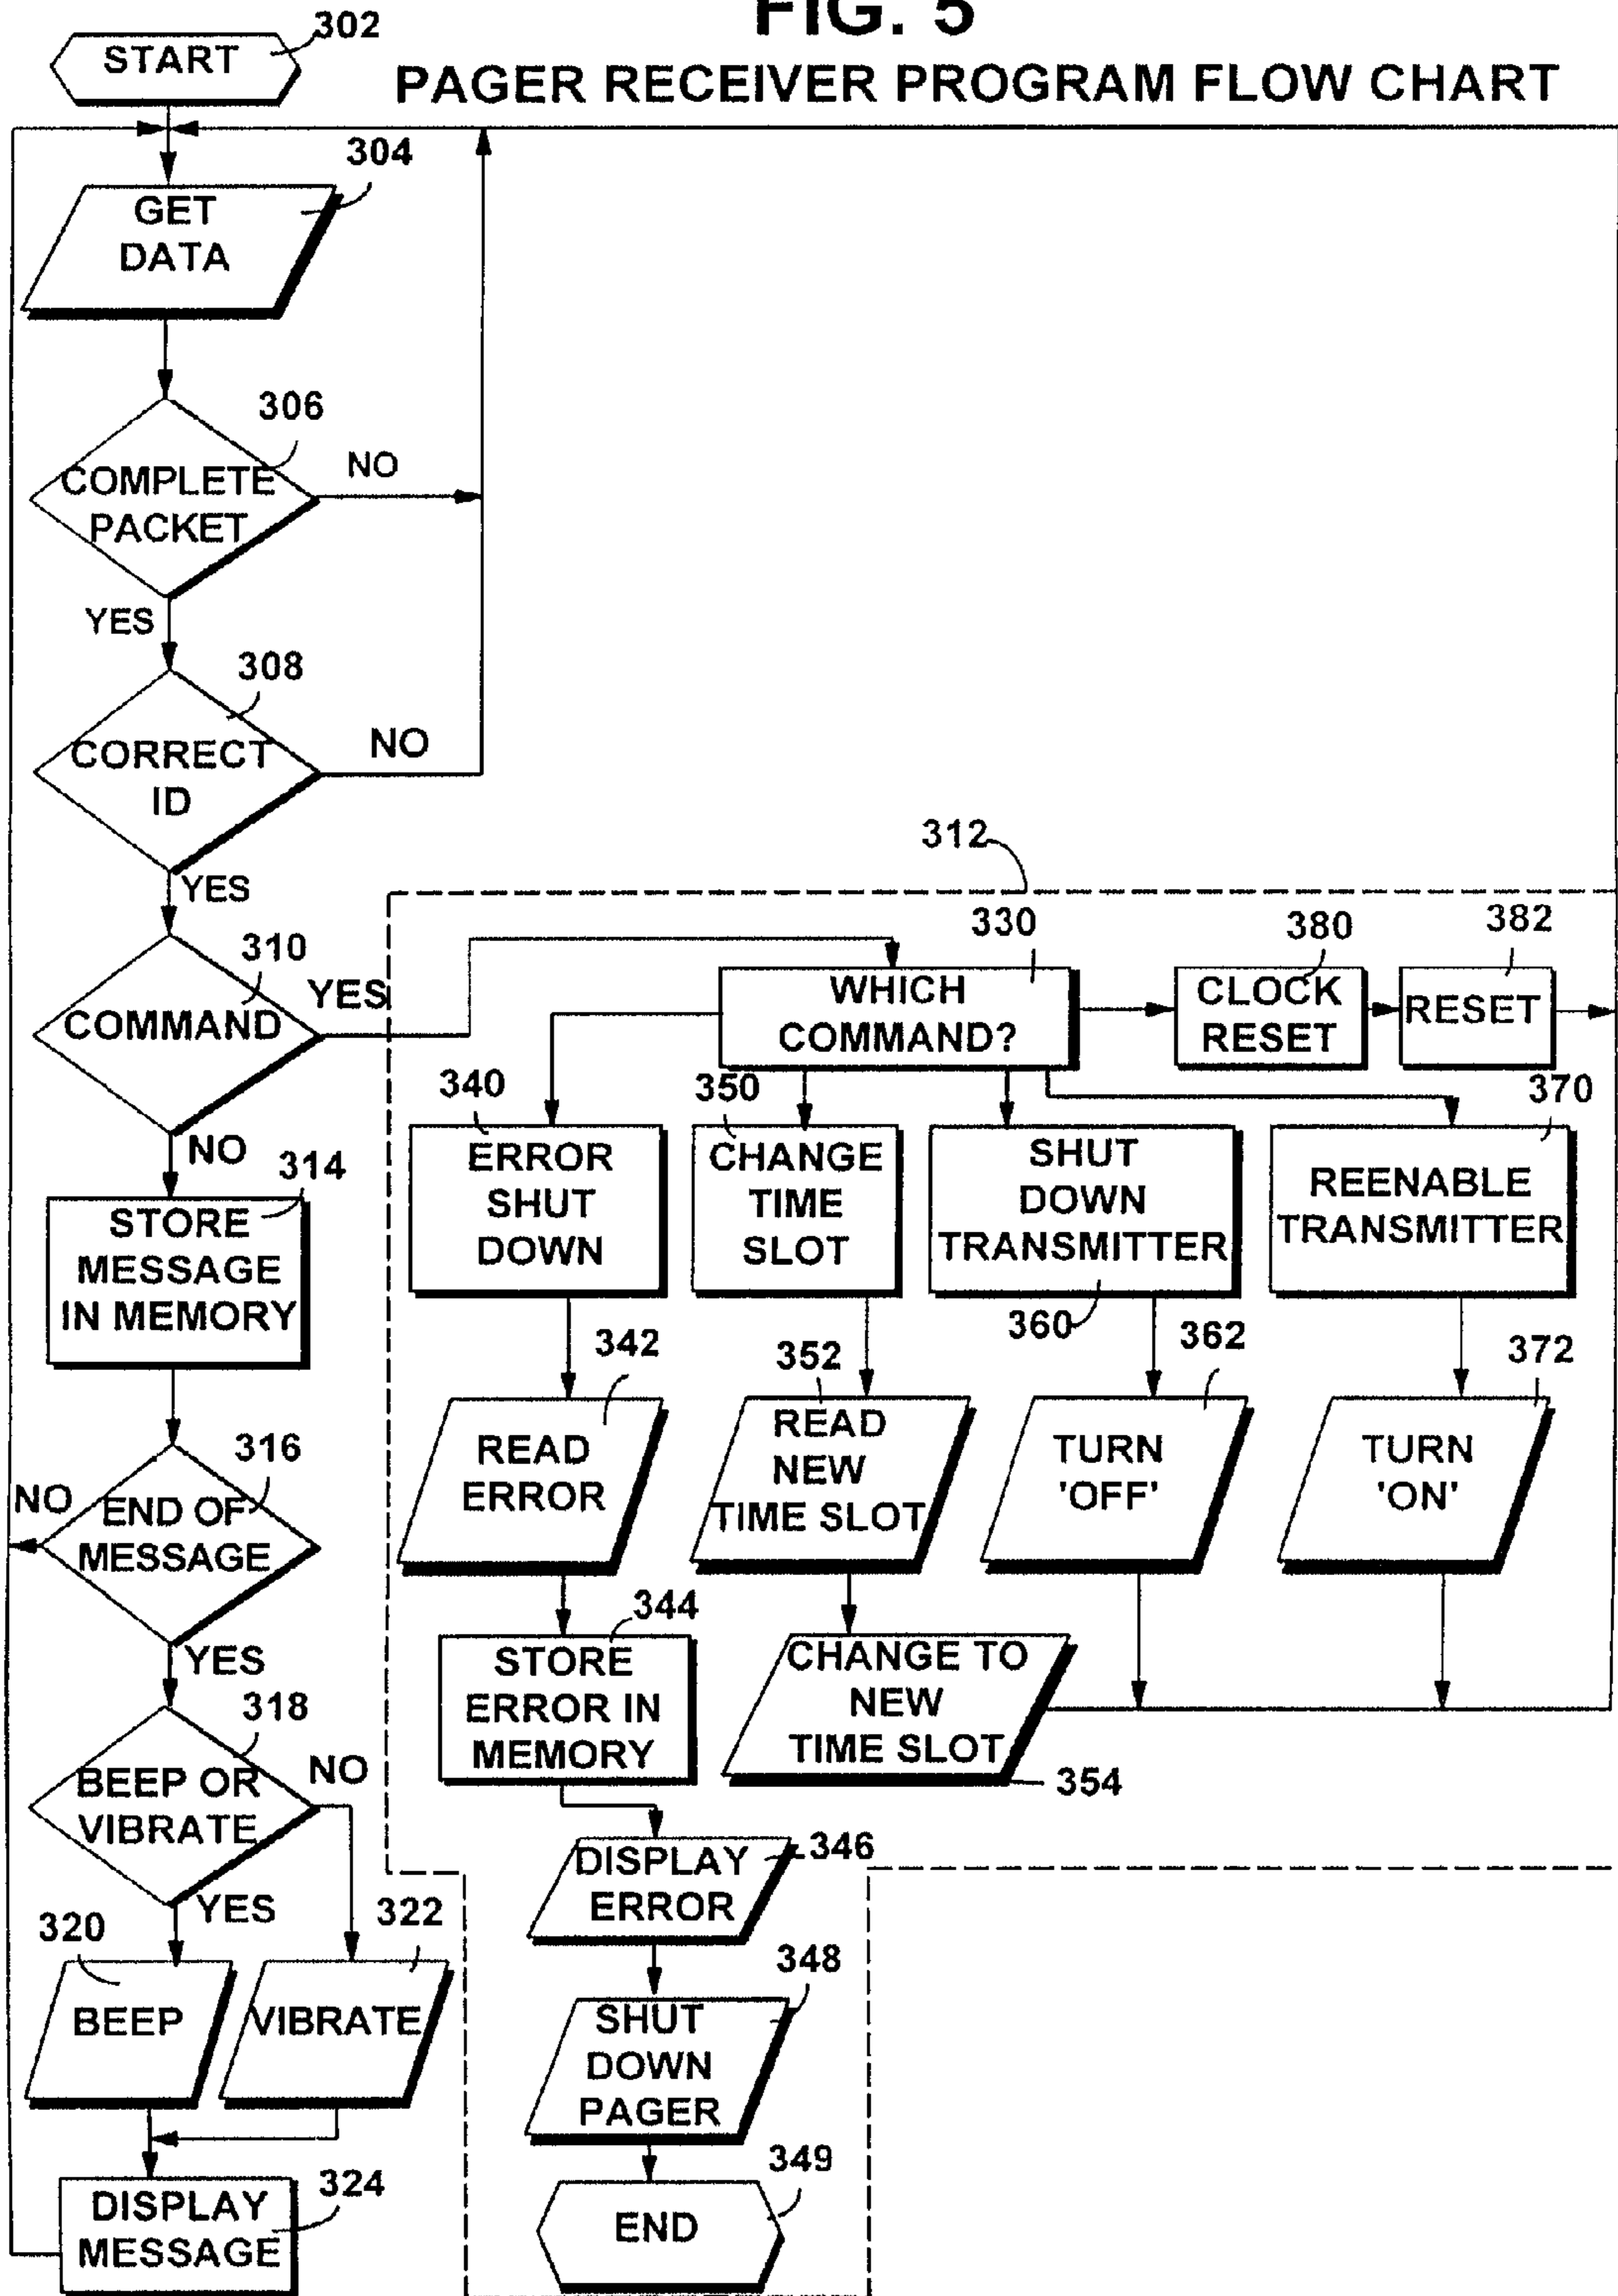 FIG. 5
PAGER RECEIVER PROGRAM FLOW CHART
START
302
304
GET
DATA
306
COMPLETE
PACKET
NO
YES
308
CORRECT
ID
NO
YES
310
COMMAND
YES
NO
314
STORE
MESSAGE
IN MEMORY
316
END OF
MESSAGE
NO
YES
318
BEEP OR
VIBRATE
NO
YES
320
BEEP
322
VIBRATE
324
DISPLAY
MESSAGE
312
330
WHICH
COMMAND?
380
CLOCK
RESET
382
RESET
340
ERROR
SHUT
DOWN
350
CHANGE
TIME
SLOT
SHUT
DOWN
TRANSMITTER
360
370
REENABLE
TRANSMITTER
342
READ
ERROR
352
READ
NEW
TIME SLOT
362
TURN
'OFF'
372
TURN
'ON'
344
STORE
ERROR IN
MEMORY
CHANGE TO
NEW
TIME SLOT
354
346
DISPLAY
ERROR
348
SHUT
DOWN
PAGER
349
END